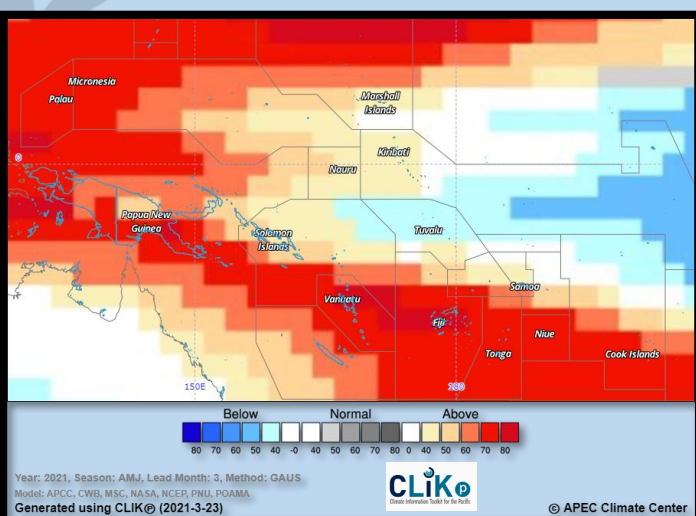 Micronesia
Palau
Marshall
Islands
0
Kiribati
Nauru
Papua New
Guinea
Solomon
Islands
Tuvalu
Samoa
Vanuatu
Fiji
Niue
Tonga
Cook Islands
150E
180
Below Normal Above
80 70 60 50 40 -0 40 50 60 70 80 0 40 50 60 70 80
Year: 2021, Season: AMJ, Lead Month: 3, Method: GAUS
Model: APCC, CWB, MSC, NASA, NCEP, PNU, POAMA
Generated using CLIK℗ (2021-3-23)
CLiKP
Climate Information Toolkit for the Pacific
© APEC Climate Center